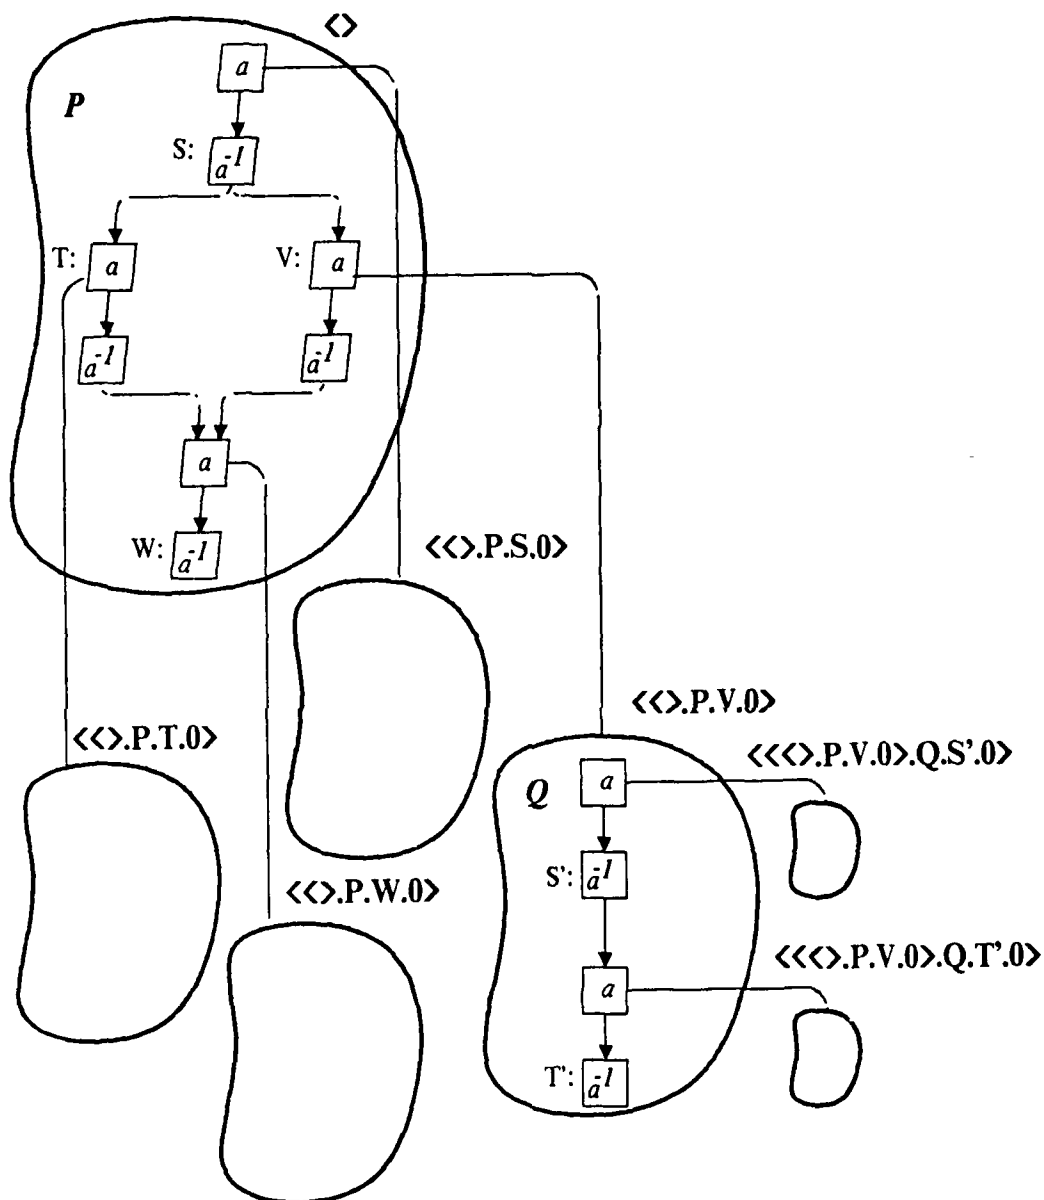 <>
a
P
S: a⁻¹
T: a
V: a
a⁻¹
a⁻¹
a
W: a⁻¹
<<>.P.S.0>
<<>.P.V.0>
<<>.P.T.0>
<<<>.P.V.0>.Q.S'.0>
Q
a
S': a⁻¹
<<>.P.W.0>
<<<>.P.V.0>.Q.T'.0>
a
T': a⁻¹